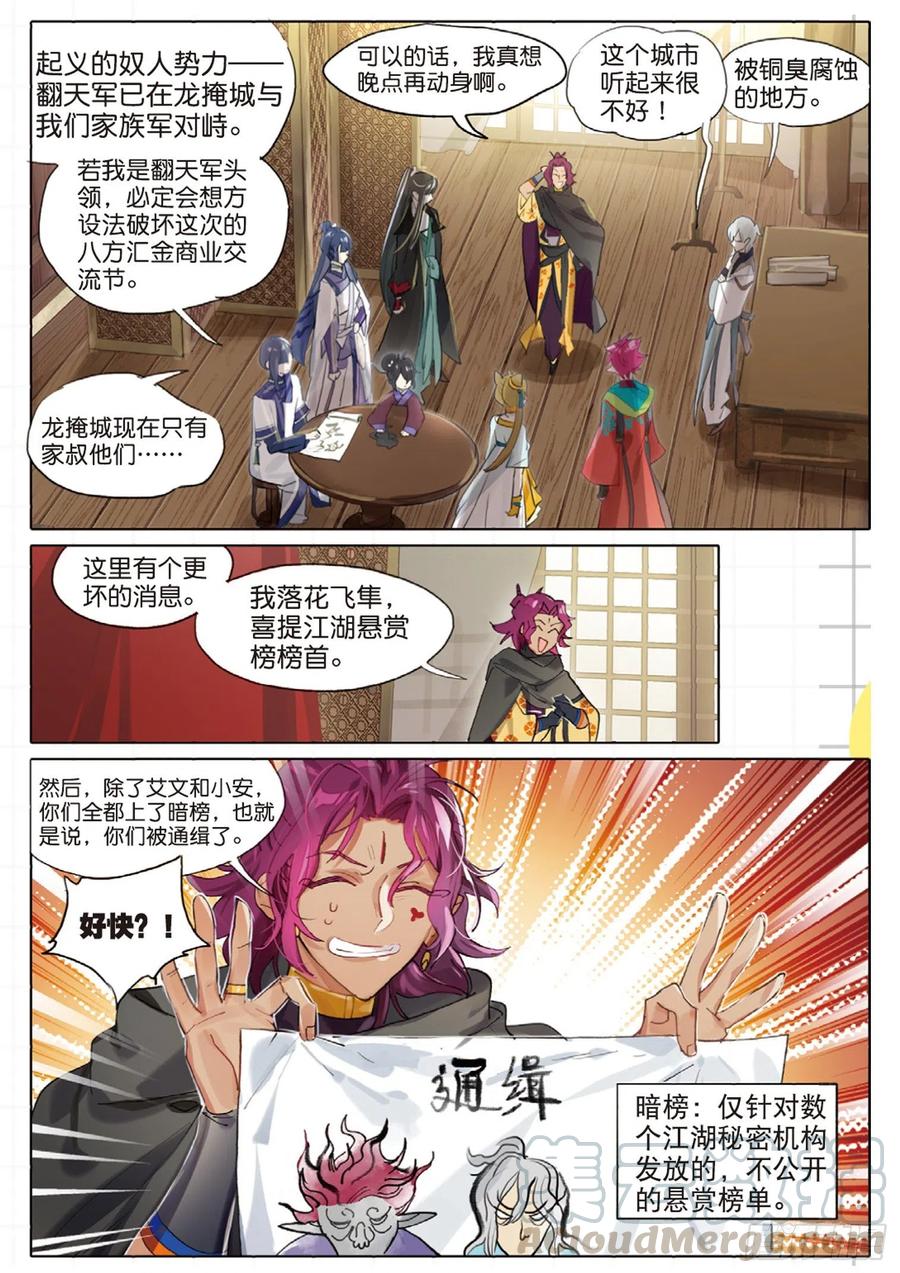 起义的奴人势力——
翻天军已在龙掩城与
我们家族军对峙。
若我是翻天军头
领，必定会想方
设法破坏这次的
八方汇金商业交
流节。
可以的话，我真想
晚点再动身啊。
这个城市
听起来很
不好！
被铜臭腐蚀
的地方。
龙掩城现在只有
家叔他们……
这里有个更
坏的消息。
我落花飞隼，
喜提江湖悬赏
榜榜首。
然后，除了艾文和小安，
你们全都上了暗榜，也就
是说，你们被通缉了。
好快？！
通缉
暗榜：仅针对数
个江湖秘密机构
发放的，不公开
的悬赏榜单。
AcloudMerge.com